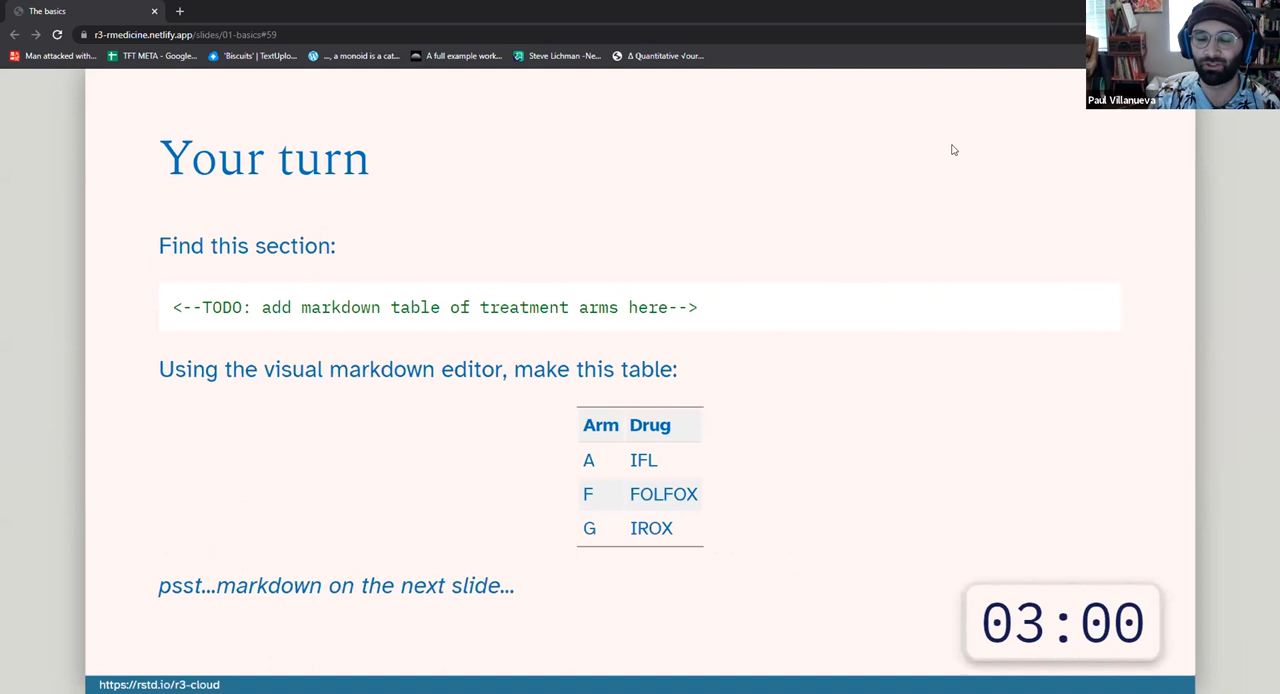 The basics
r3-rmedicine.netlify.app/slides/01-basics#59
Man attacked with...
TFT META - Google...
'Biscuits' | TextUplo...
..., a monoid is a cat...
A full example work...
Steve Lichman -Ne...
Δ Quantitative √our...
Paul Villanueva
Your turn
Find this section:
<--TODO: add markdown table of treatment arms here-->
Using the visual markdown editor, make this table:
Arm Drug
A IFL
F FOLFOX
G IROX
psst...markdown on the next slide...
03:00
https://rstd.io/r3-cloud